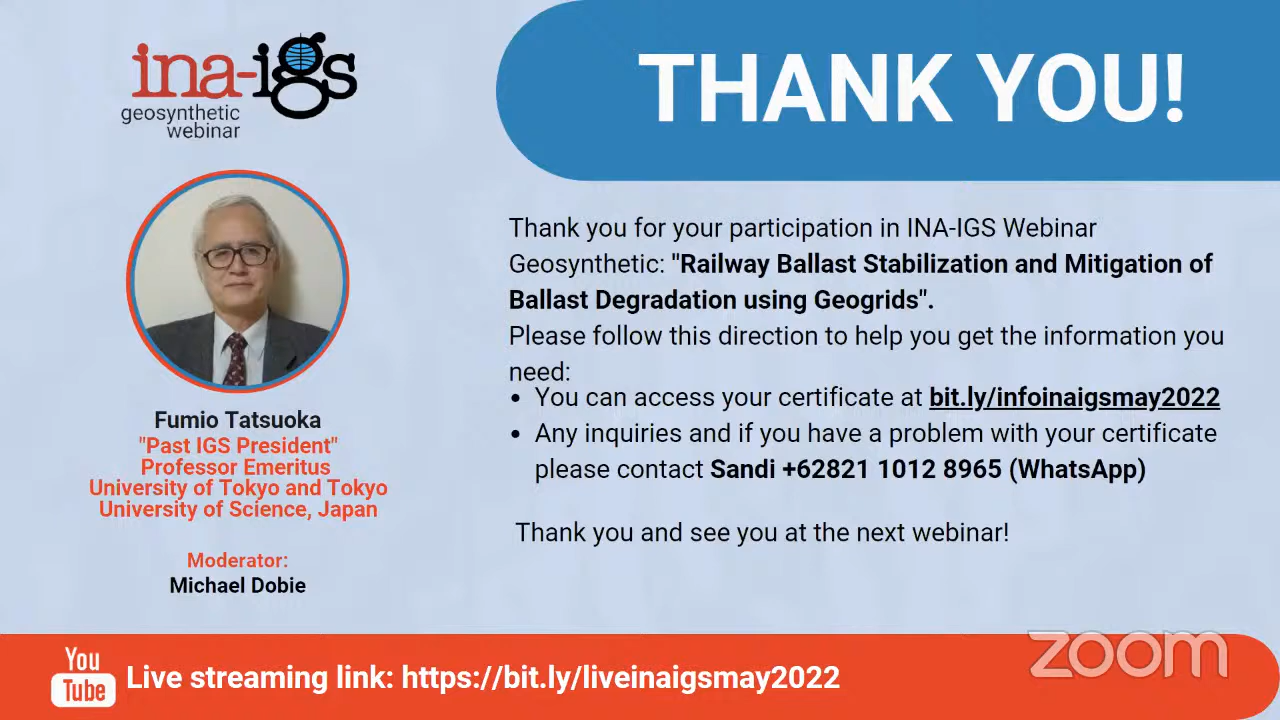 ina-igs
geosynthetic
webinar
THANK YOU!
Fumio Tatsuoka
"Past IGS President"
Professor Emeritus
University of Tokyo and Tokyo
University of Science, Japan
Moderator:
Michael Dobie
Thank you for your participation in INA-IGS Webinar
Geosynthetic: "Railway Ballast Stabilization and Mitigation of
Ballast Degradation using Geogrids".
Please follow this direction to help you get the information you
need:
• You can access your certificate at bit.ly/infoinaigsmay2022
• Any inquiries and if you have a problem with your certificate
please contact Sandi +62821 1012 8965 (WhatsApp)
Thank you and see you at the next webinar!
You
Tube
Live streaming link: https://bit.ly/liveinaigsmay2022
zoom